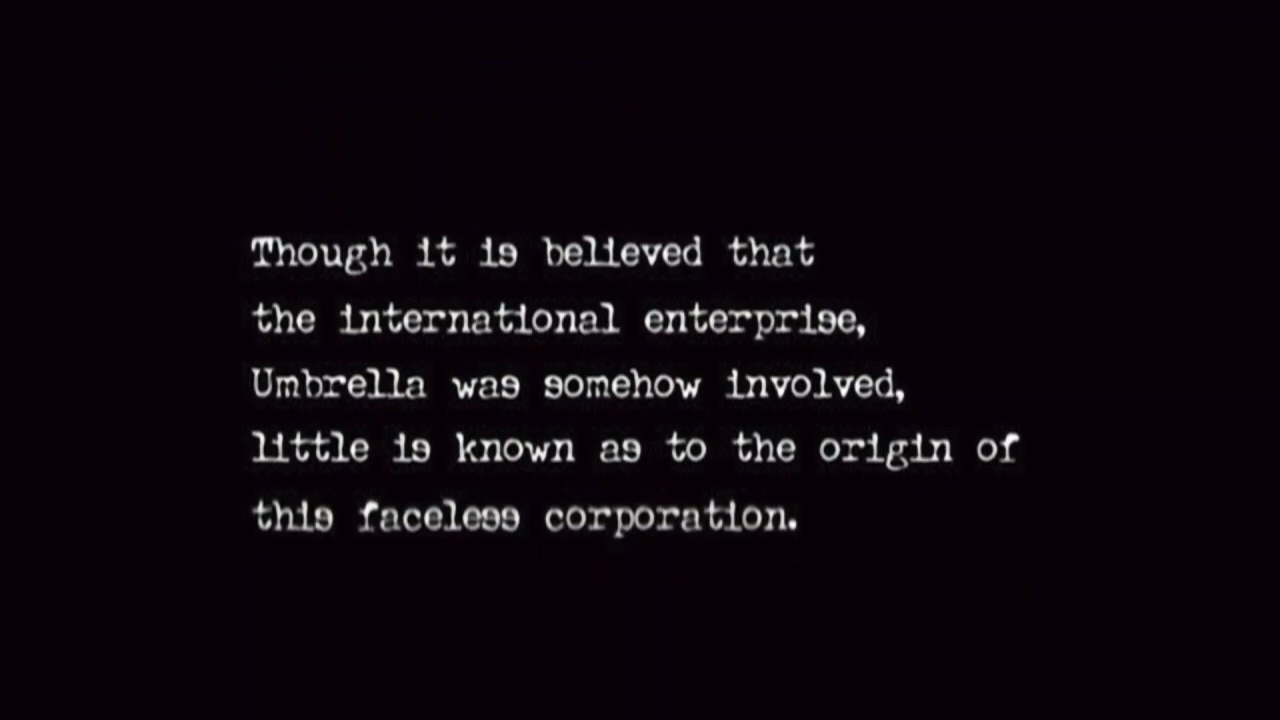 Though it is believed that
the international enterprise,
Umbrella was somehow involved,
little is known as to the origin of
this faceless corporation.